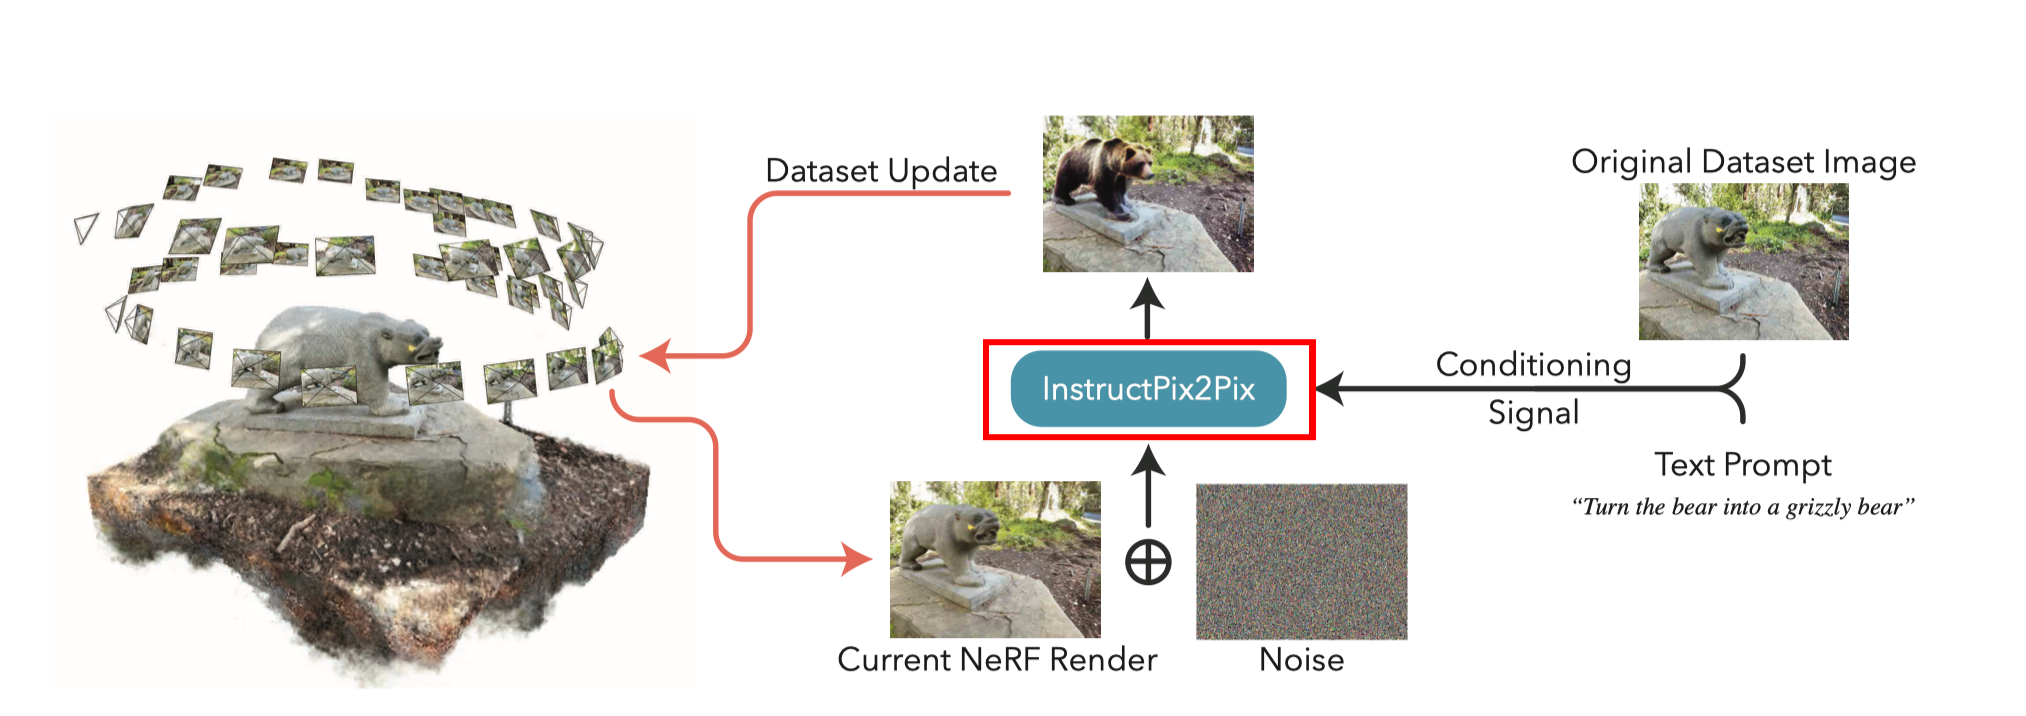 Dataset Update
Original Dataset Image
InstructPix2Pix
Conditioning
Signal
Text Prompt
“Turn the bear into a grizzly bear”
Current NeRF Render
Noise